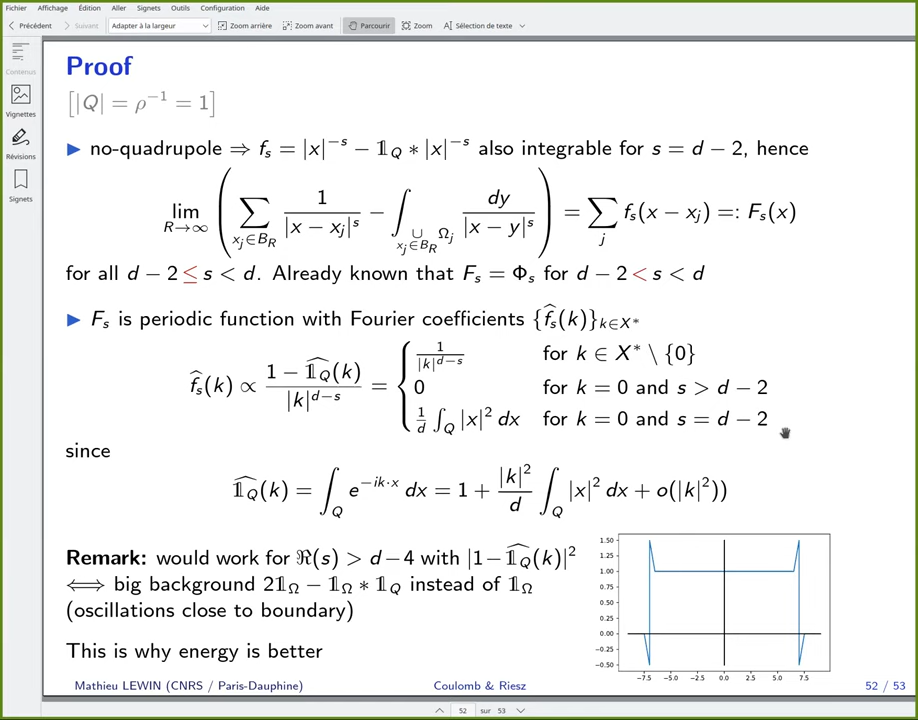 Fichier Affichage Édition Aller Signets Outils Configuration Aide
Précédent Suivant Adapter à la largeur Zoom arrière Zoom avant Parcourir Zoom Sélection de texte
Contenus
Vignettes
Révisions
Signets
Proof
[|Q| = ρ⁻¹ = 1]
▶ no-quadrupole ⇒ f_s = |x|^{−s} − 𝟙_Q ∗ |x|^{−s} also integrable for s = d − 2, hence
lim_{R→∞} ( ∑_{x_j∈B_R} 1/|x − x_j|^s − ∫_{∪_{x_j∈B_R} Ω_j} dy/|x − y|^s ) = ∑_j f_s(x − x_j) =: F_s(x)
for all d − 2 ≤ s < d. Already known that F_s = Φ_s for d − 2 < s < d
▶ F_s is periodic function with Fourier coefficients {f̂_s(k)}_{k∈X*}
f̂_s(k) ∝ (1 − 𝟙̂_Q(k))/|k|^{d−s} = { 1/|k|^{d−s} for k ∈ X* \ {0}
0 for k = 0 and s > d − 2
1/d ∫_Q |x|² dx for k = 0 and s = d − 2
since
𝟙̂_Q(k) = ∫_Q e^{−ik·x} dx = 1 + |k|²/d ∫_Q |x|² dx + o(|k|²))
Remark: would work for ℜ(s) > d−4 with |1−𝟙̂_Q(k)|²
⟺ big background 2𝟙_Ω − 𝟙_Ω ∗ 𝟙_Q instead of 𝟙_Ω
(oscillations close to boundary)
This is why energy is better
1.50
1.25
1.00
0.75
0.50
0.25
0.00
−0.25
−0.50
−7.5 −5.0 −2.5 0.0 2.5 5.0 7.5
Mathieu LEWIN (CNRS / Paris-Dauphine) Coulomb & Riesz 52 / 53
52 sur 53